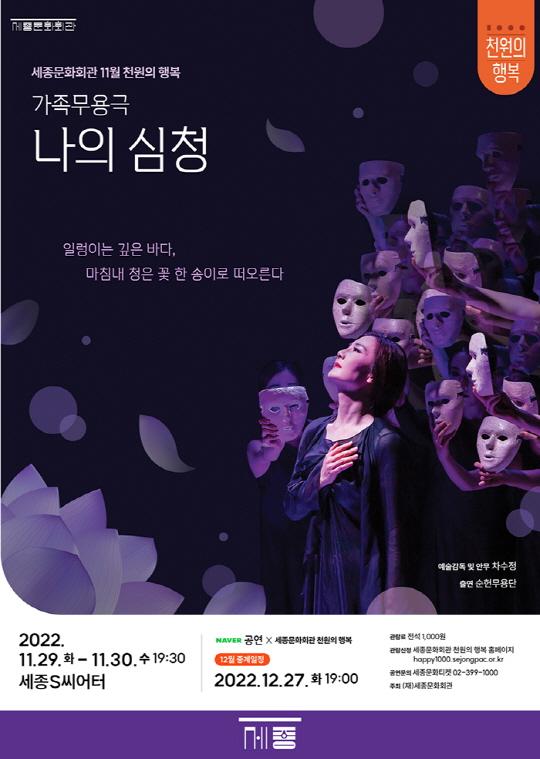 세종문화회관
천원의
행복
세종문화회관 11월 천원의 행복
가족무용극
나의 심청
일렁이는 깊은 바다,
마침내 청은 꽃 한 송이로 떠오른다
예술감독 및 안무 차수정
출연 순헌무용단
2022.
11.29. 화 – 11.30. 수 19:30
세종S씨어터
NAVER 공연 X 세종문화회관 천원의 행복
12월 중계일정
2022.12.27. 화 19:00
관람료 전석 1,000원
관람신청 세종문화회관 천원의 행복 홈페이지
happy1000.sejongpac.or.kr
공연문의 세종문화티켓 02-399-1000
주최 (재)세종문화회관
세종